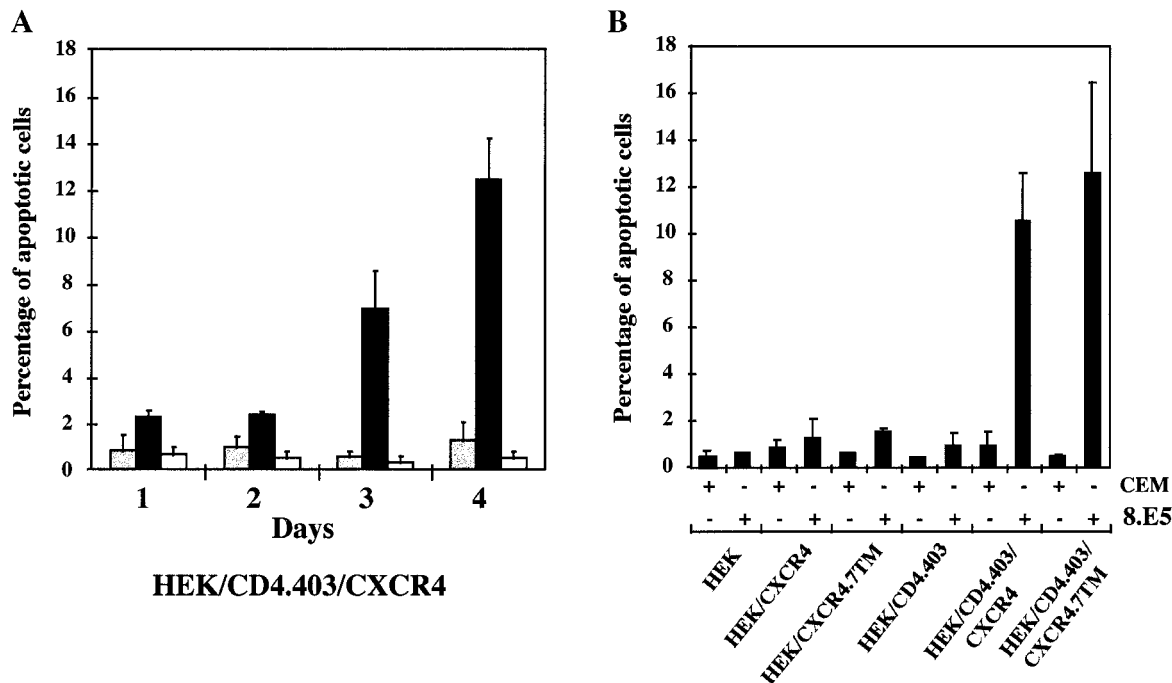 A
Percentage of apoptotic cells
18
16
14
12
10
8
6
4
2
0
1 2 3 4
Days
HEK/CD4.403/CXCR4
B
Percentage of apoptotic cells
18
16
14
12
10
8
6
4
2
0
+ - + - + - + - + - + - CEM
- + - + - + - + - + - + 8.E5
HEK
HEK/CXCR4
HEK/CXCR4.7TM
HEK/CD4.403
HEK/CD4.403/
CXCR4
HEK/CD4.403/
CXCR4.7TM